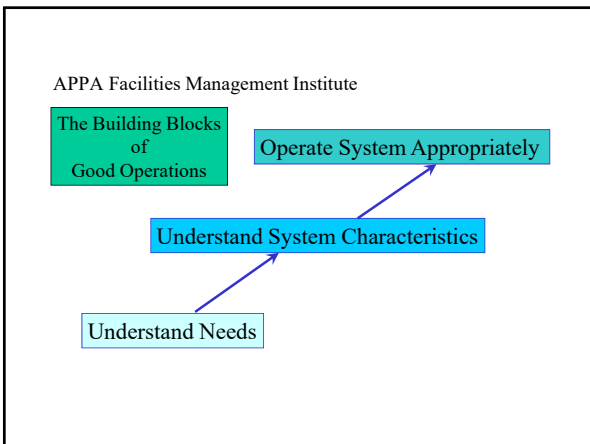 APPA Facilities Management Institute
The Building Blocks
of
Good Operations
Operate System Appropriately
Understand System Characteristics
Understand Needs